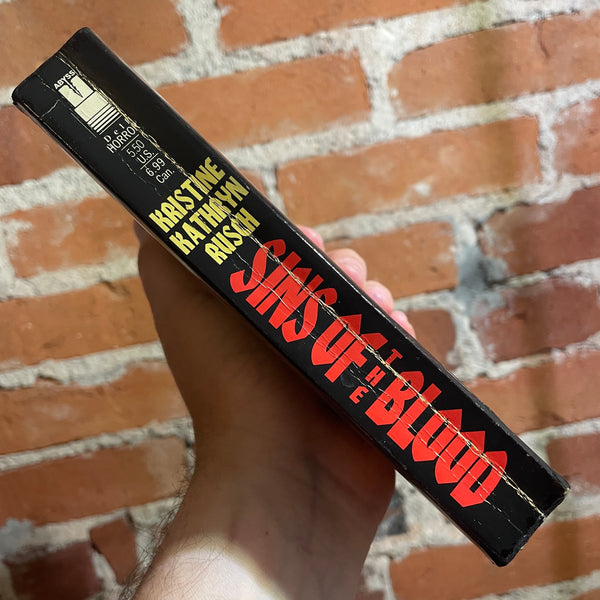 ABYSS
Dell
HORROR
5.50
U.S.
6.99
Can.
KRISTINE
KATHRYN
RUSCH
SINS OF THE BLOOD